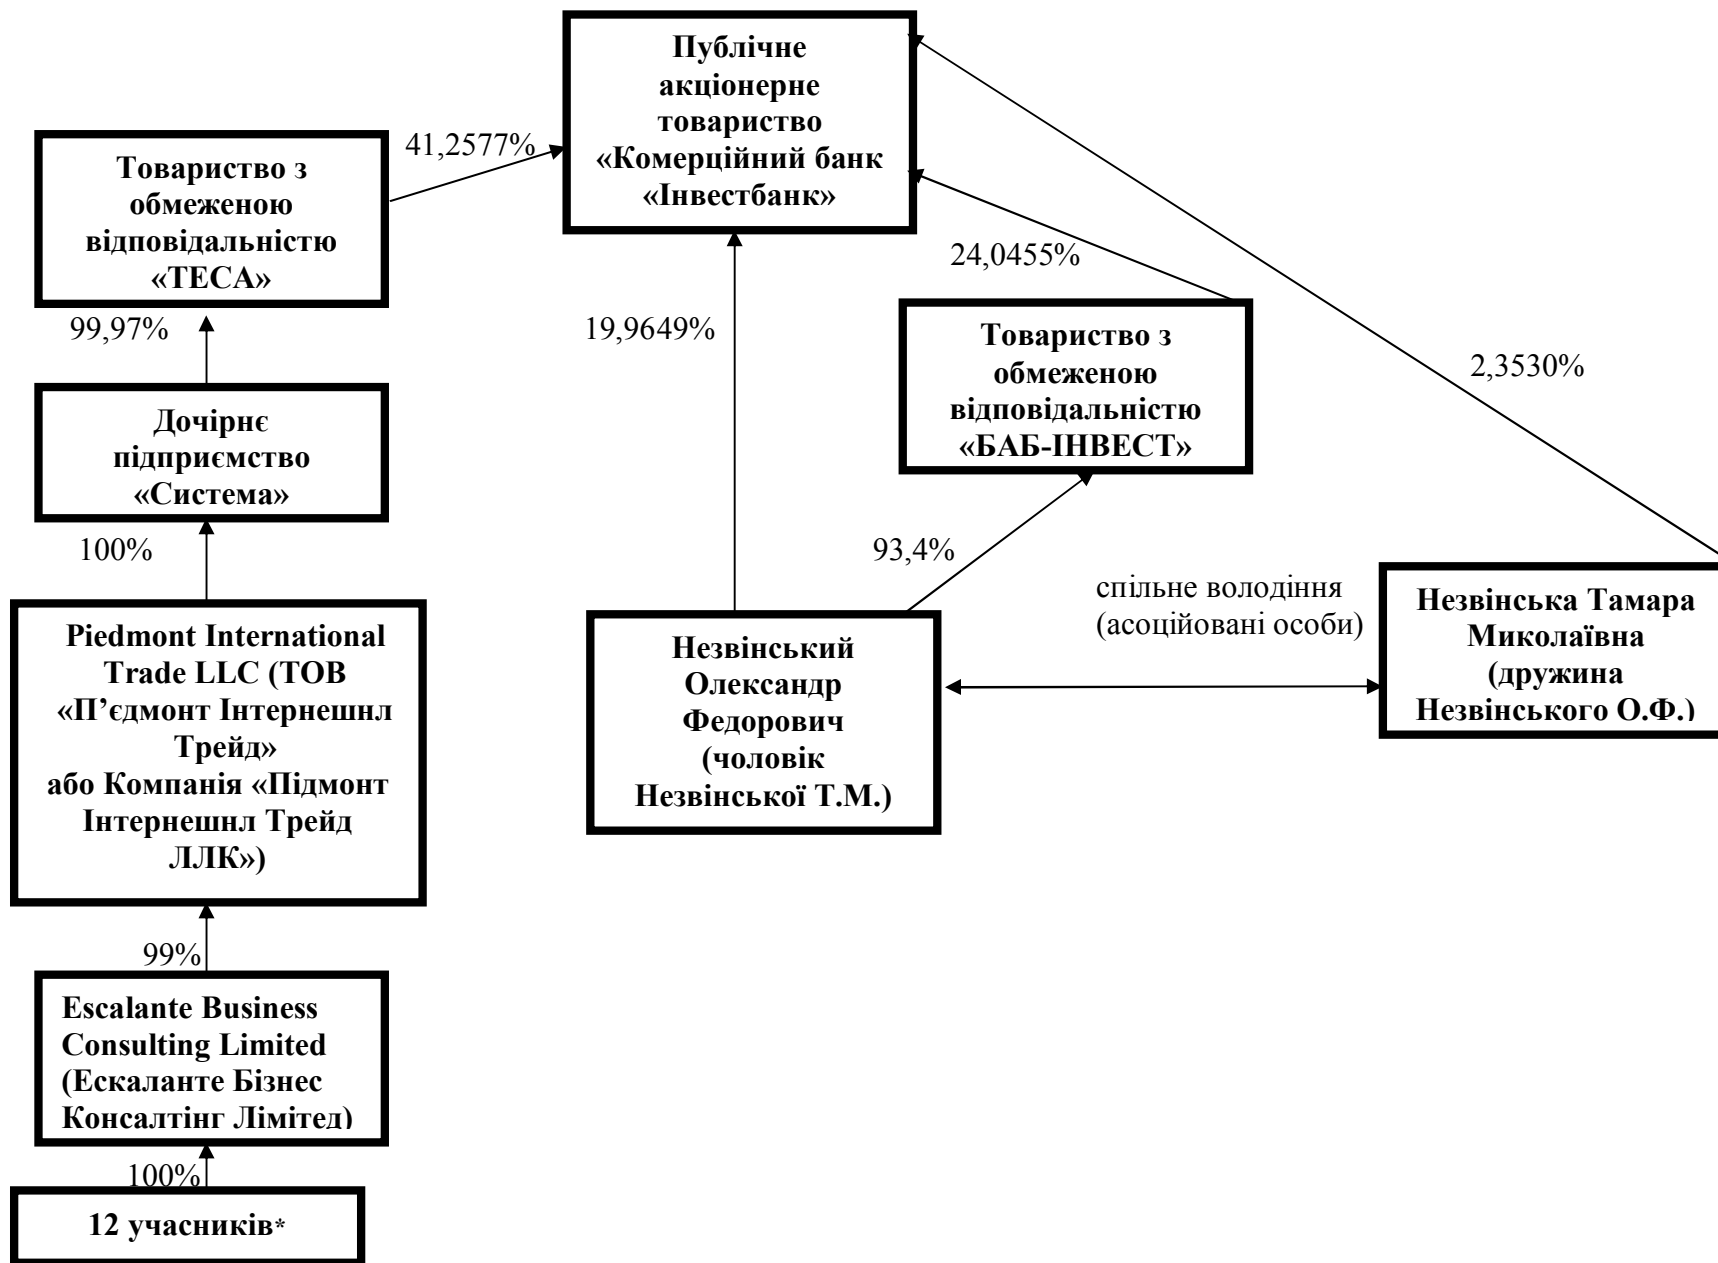 Публічне
акціонерне
товариство
«Комерційний банк
«Інвестбанк»
41,2577%
Товариство з
обмеженою
відповідальністю
«ТЕСА»
24,0455%
19,9649%
99,97%
Товариство з
обмеженою
відповідальністю
«БАБ-ІНВЕСТ»
2,3530%
Дочірнє
підприємство
«Система»
100%
93,4%
спільне володіння
(асоційовані особи)
Незвінська Тамара
Миколаївна
(дружина
Незвінського О.Ф.)
Piedmont International
Trade LLC (ТОВ
«П’єдмонт Інтернешнл
Трейд»
або Компанія «Підмонт
Інтернешнл Трейд
ЛЛК»)
Незвінський
Олександр
Федорович
(чоловік
Незвінської Т.М.)
99%
Escalante Business
Consulting Limited
(Ескаланте Бізнес
Консалтінг Лімітед)
100%
12 учасників*